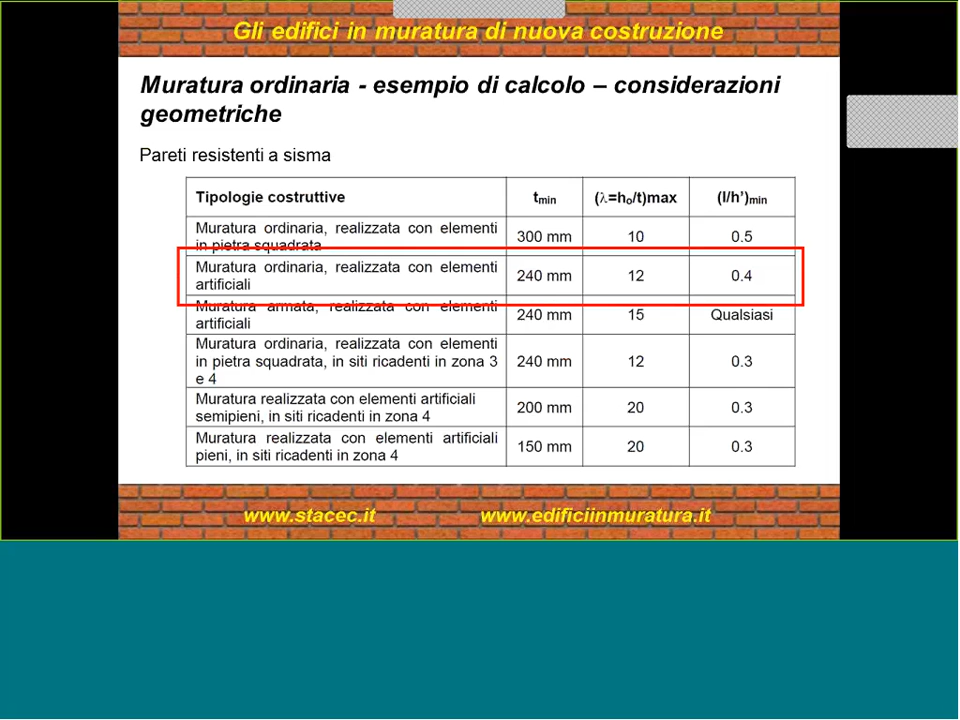 Gli edifici in muratura di nuova costruzione
Muratura ordinaria - esempio di calcolo – considerazioni
geometriche
Pareti resistenti a sisma
Tipologie costruttive tmin (λ=ho/t)max (l/h')min
Muratura ordinaria, realizzata con elementi
in pietra squadrata 300 mm 10 0.5
Muratura ordinaria, realizzata con elementi
artificiali 240 mm 12 0.4
Muratura armata, realizzata con elementi
artificiali 240 mm 15 Qualsiasi
Muratura ordinaria, realizzata con elementi
in pietra squadrata, in siti ricadenti in zona 3
e 4 240 mm 12 0.3
Muratura realizzata con elementi artificiali
semipieni, in siti ricadenti in zona 4 200 mm 20 0.3
Muratura realizzata con elementi artificiali
pieni, in siti ricadenti in zona 4 150 mm 20 0.3
www.stacec.it www.edificiinmuratura.it